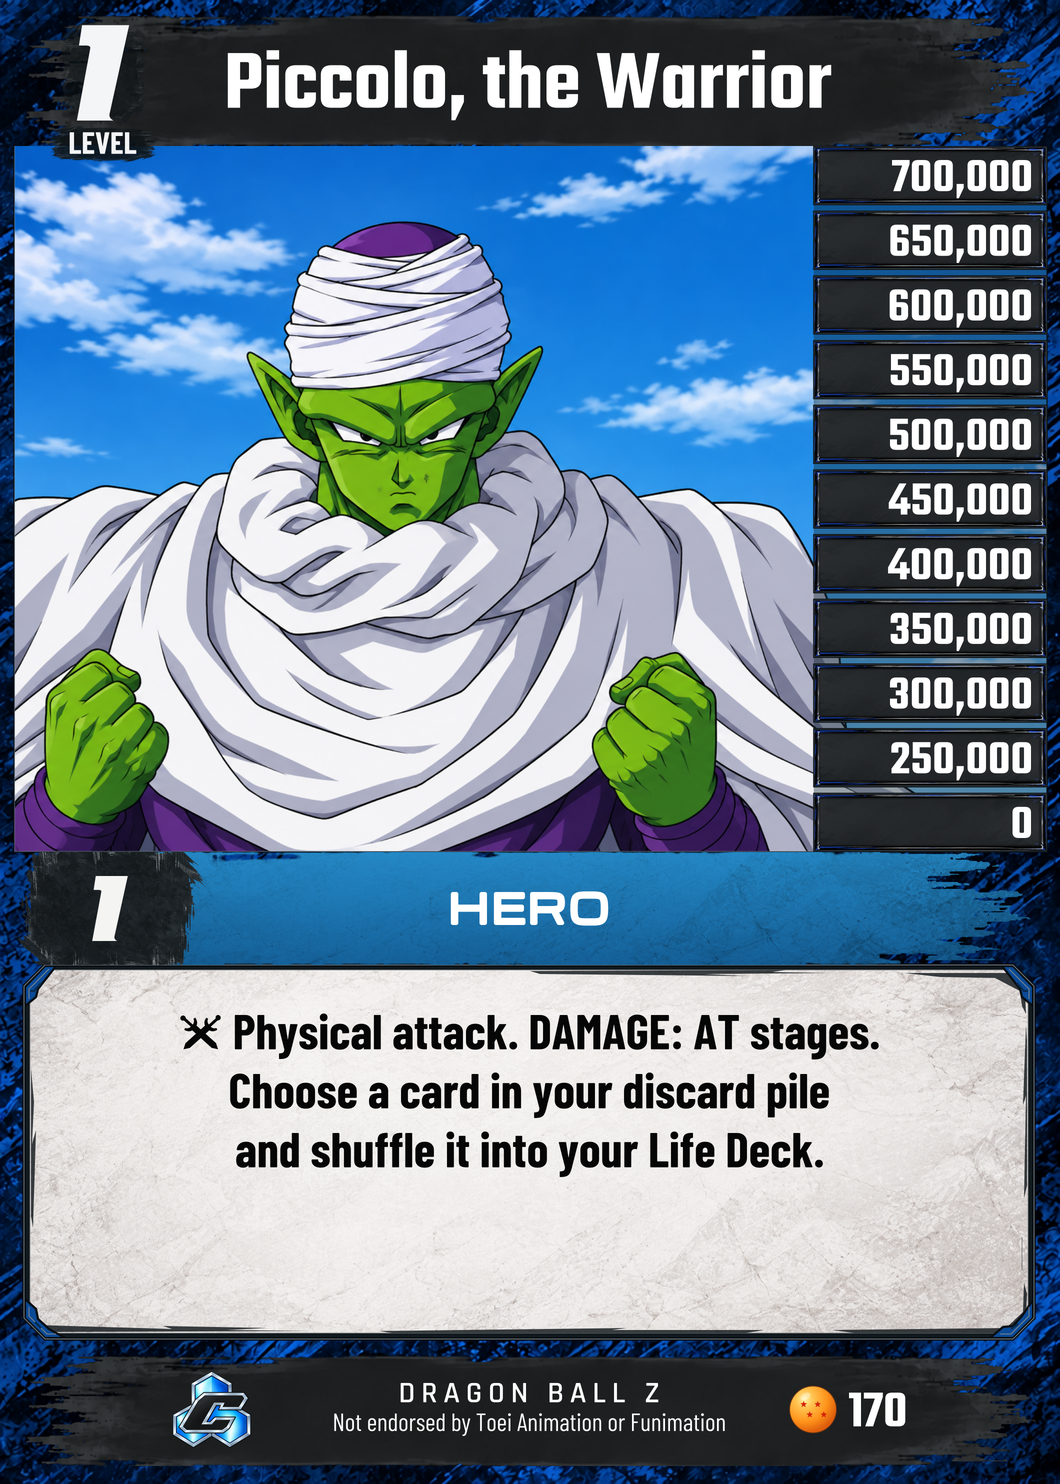 1
LEVEL
Piccolo, the Warrior
700,000
650,000
600,000
550,000
500,000
450,000
400,000
350,000
300,000
250,000
0
1
HERO
Physical attack. DAMAGE: AT stages.
Choose a card in your discard pile
and shuffle it into your Life Deck.
G
DRAGON BALL Z
Not endorsed by Toei Animation or Funimation
170